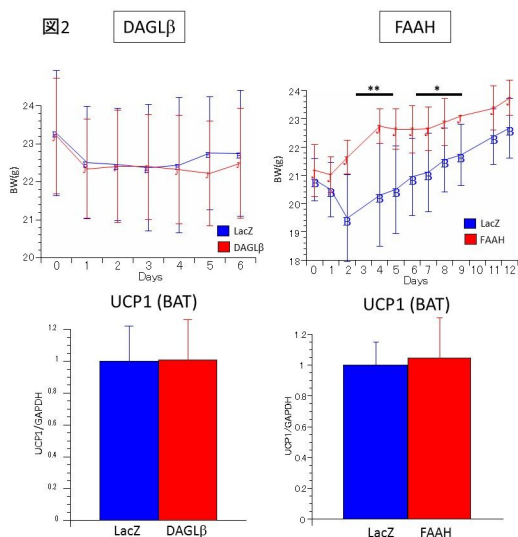 図2
DAGLβ
FAAH
BW(g)
24
23
22
21
20
0 1 2 3 4 5 6
Days
LacZ
DAGLβ
** *
BW(g)
24
23
22
21
20
19
18
0 1 2 3 4 5 6 7 8 9 10 11 12
Days
LacZ
FAAH
UCP1 (BAT)
UCP1/GAPDH
1.2
1
0.8
0.6
0.4
0.2
0
LacZ DAGLβ
UCP1 (BAT)
UCP1/GAPDH
1.2
1
0.8
0.6
0.4
0.2
0
LacZ FAAH